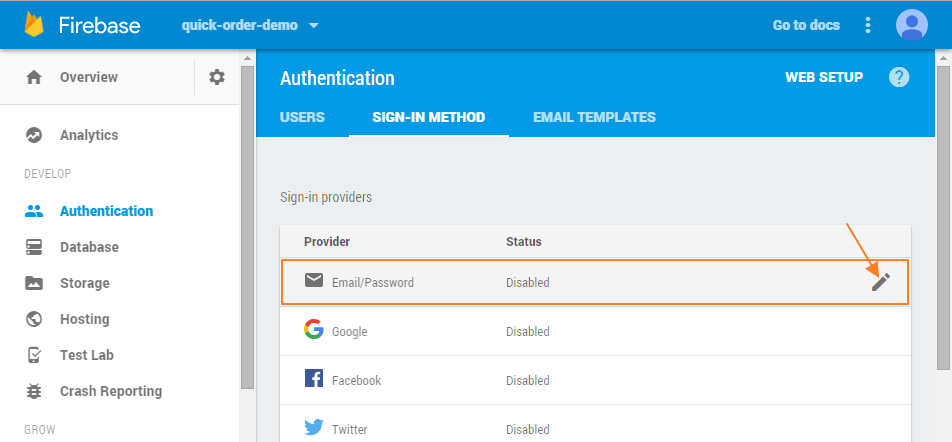 Firebase
quick-order-demo
Go to docs
Overview
Analytics
DEVELOP
Authentication
Database
Storage
Hosting
Test Lab
Crash Reporting
GROW
Authentication
WEB SETUP
?
USERS
SIGN-IN METHOD
EMAIL TEMPLATES
Sign-in providers
Provider Status
Email/Password Disabled
Google Disabled
Facebook Disabled
Twitter Disabled